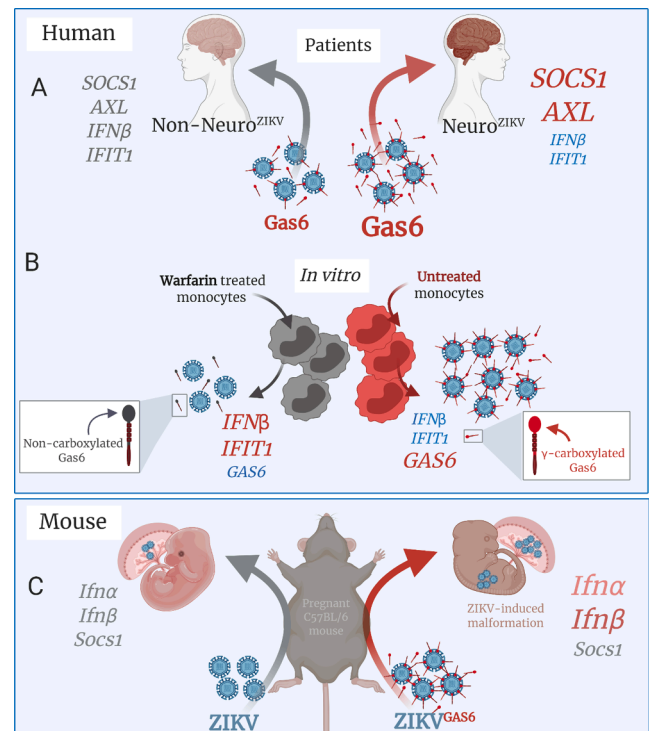 Human
Patients
A
SOCS1
AXL
IFNβ
IFIT1
Non-Neuro^ZIKV
Neuro^ZIKV
SOCS1
AXL
IFNβ
IFIT1
Gas6
Gas6
B
Warfarin treated
monocytes
In vitro
Untreated
monocytes
Non-carboxylated
Gas6
IFNβ
IFIT1
GAS6
IFNβ
IFIT1
GAS6
γ-carboxylated
Gas6
Mouse
C
Ifnα
Ifnβ
Socs1
Pregnant
C57BL/6
mouse
ZIKV-induced
malformation
Ifnα
Ifnβ
Socs1
ZIKV
ZIKV^GAS6